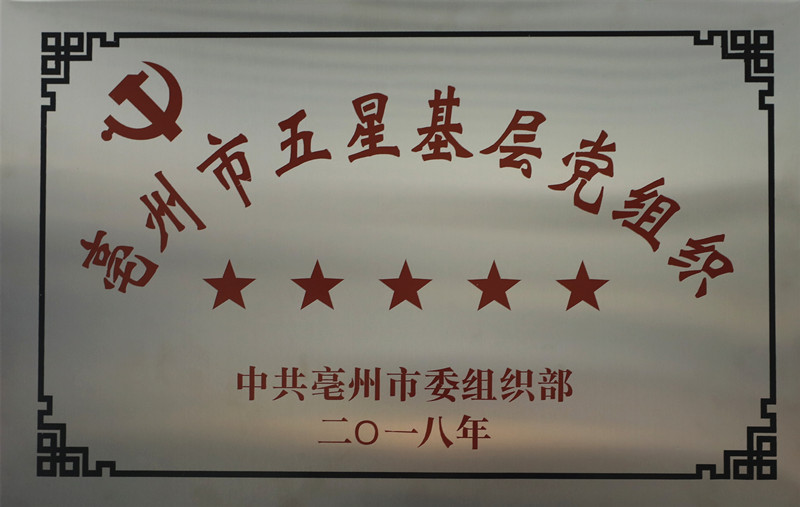 亳州市五星基层党组织
中共亳州市委组织部
二〇一八年